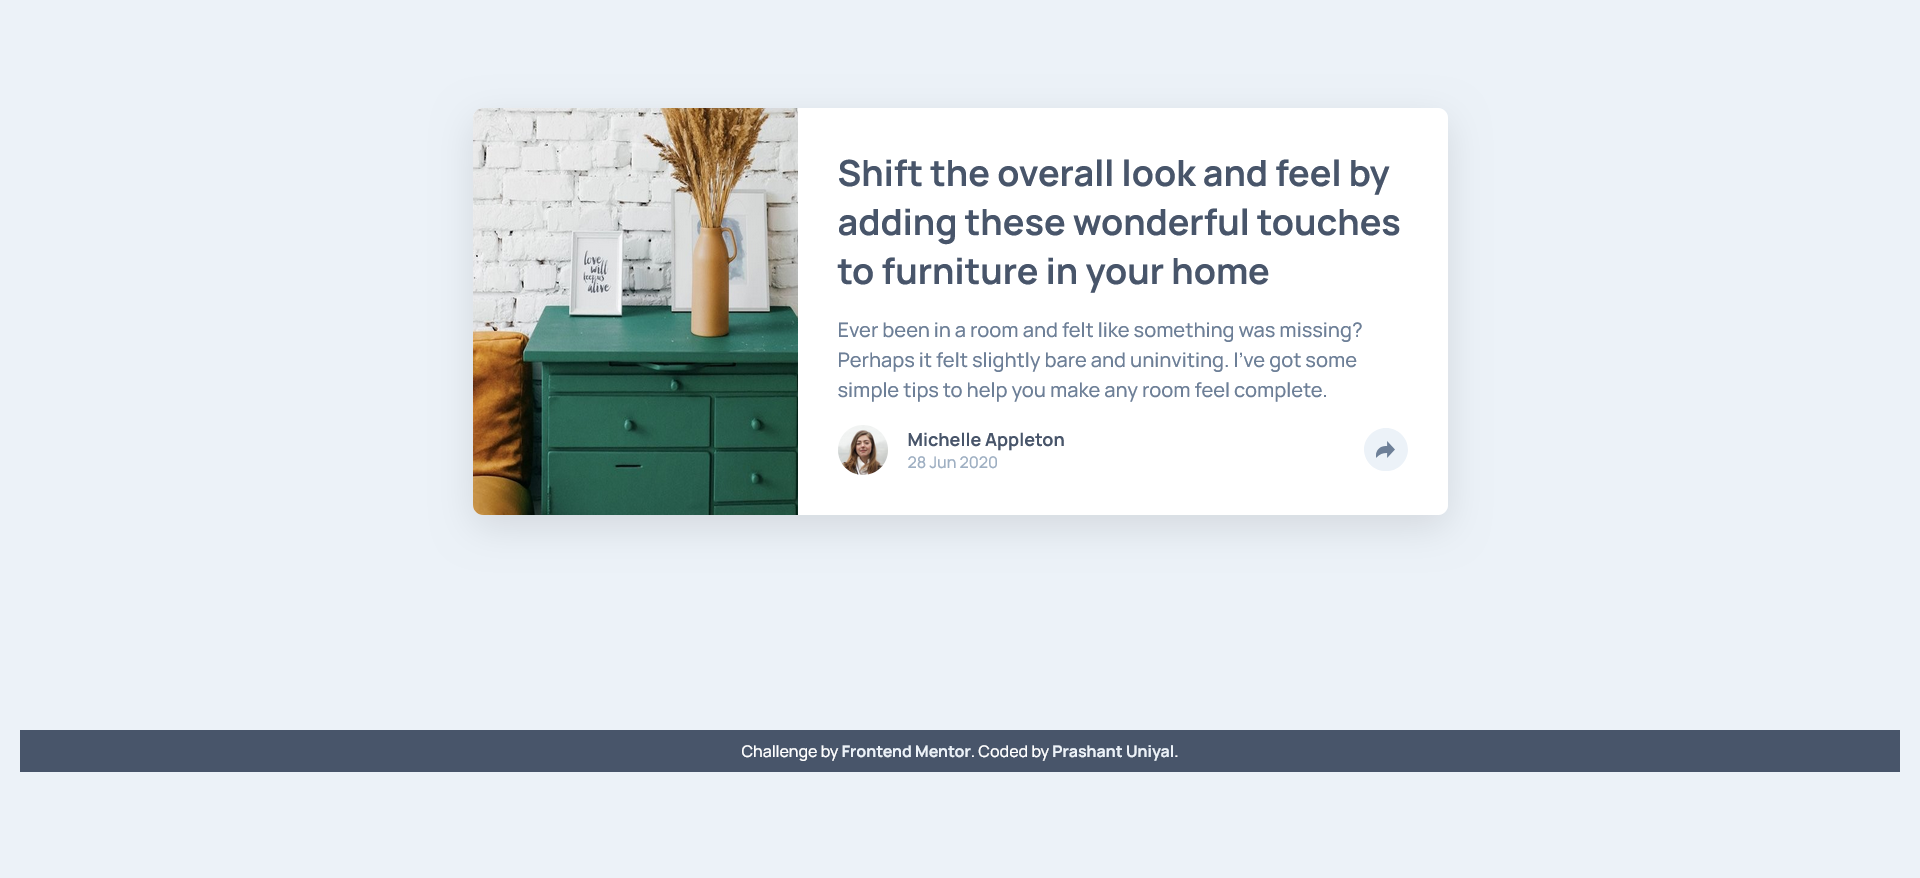 love
will
keep us
alive
Shift the overall look and feel by
adding these wonderful touches
to furniture in your home
Ever been in a room and felt like something was missing?
Perhaps it felt slightly bare and uninviting. I’ve got some
simple tips to help you make any room feel complete.
Michelle Appleton
28 Jun 2020
Challenge by Frontend Mentor. Coded by Prashant Uniyal.